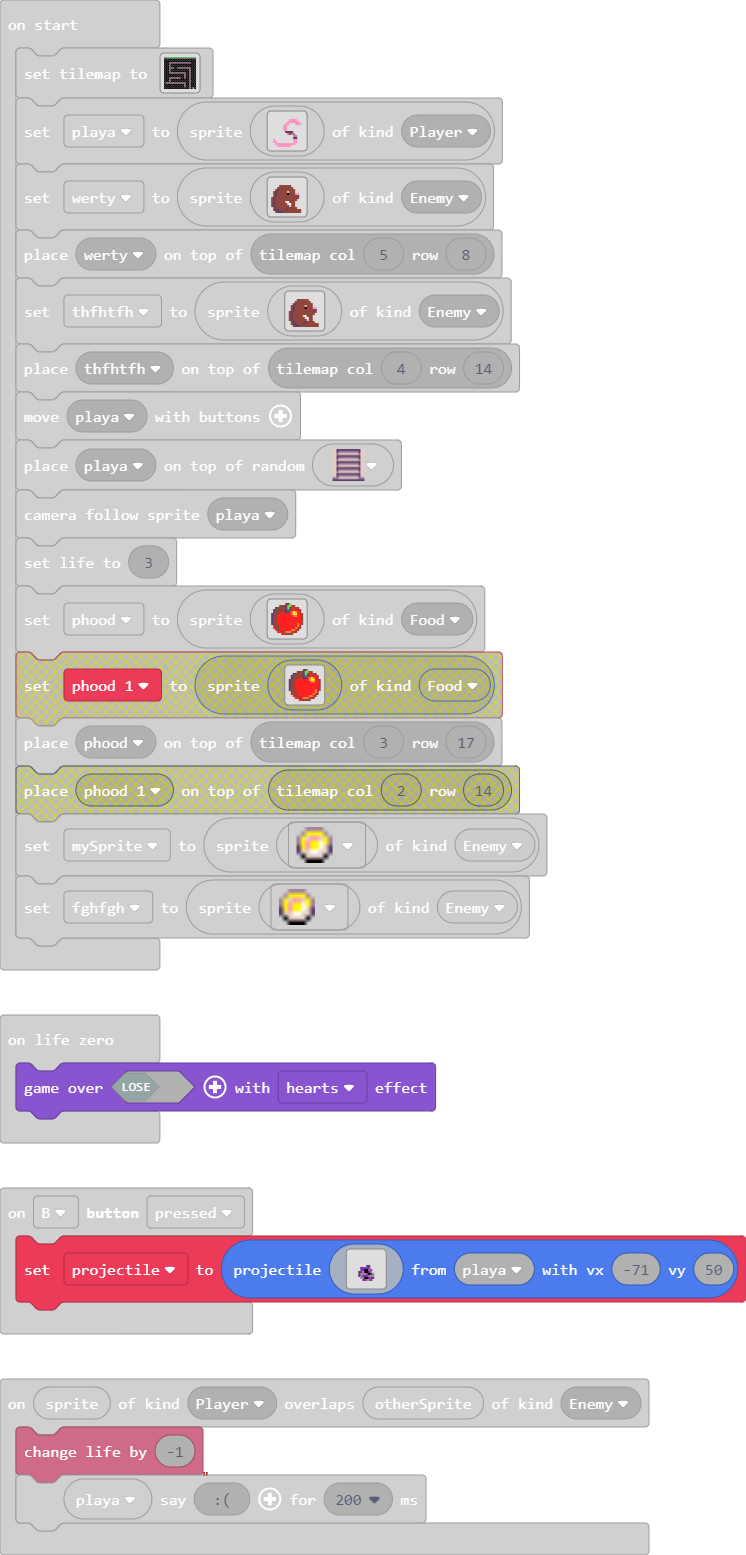 on start
set tilemap to
set playa to sprite of kind Player
set werty to sprite of kind Enemy
place werty on top of tilemap col 5 row 8
set thfhtfh to sprite of kind Enemy
place thfhtfh on top of tilemap col 4 row 14
move playa with buttons
place playa on top of random
camera follow sprite playa
set life to 3
set phood to sprite of kind Food
set phood 1 to sprite of kind Food
place phood on top of tilemap col 3 row 17
place phood 1 on top of tilemap col 2 row 14
set mySprite to sprite of kind Enemy
set fghfgh to sprite of kind Enemy
on life zero
game over LOSE with hearts effect
on B button pressed
set projectile to projectile from playa with vx -71 vy 50
on sprite of kind Player overlaps otherSprite of kind Enemy
change life by -1
playa say :( for 200 ms